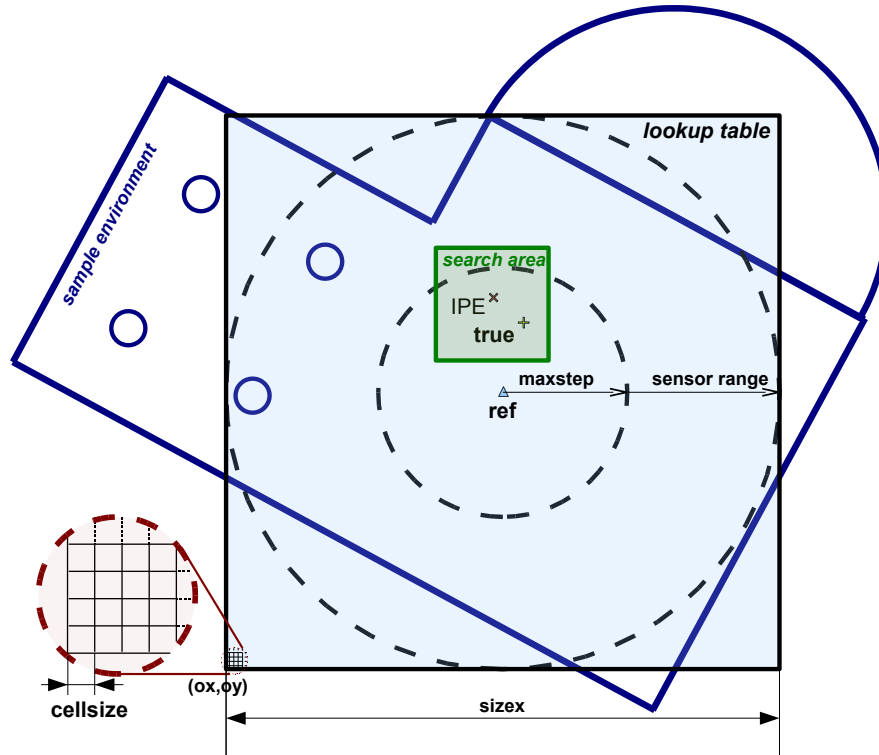 lookup table
sample environment
search area
IPE
true
maxstep
sensor range
ref
(ox,oy)
cellsize
sizex